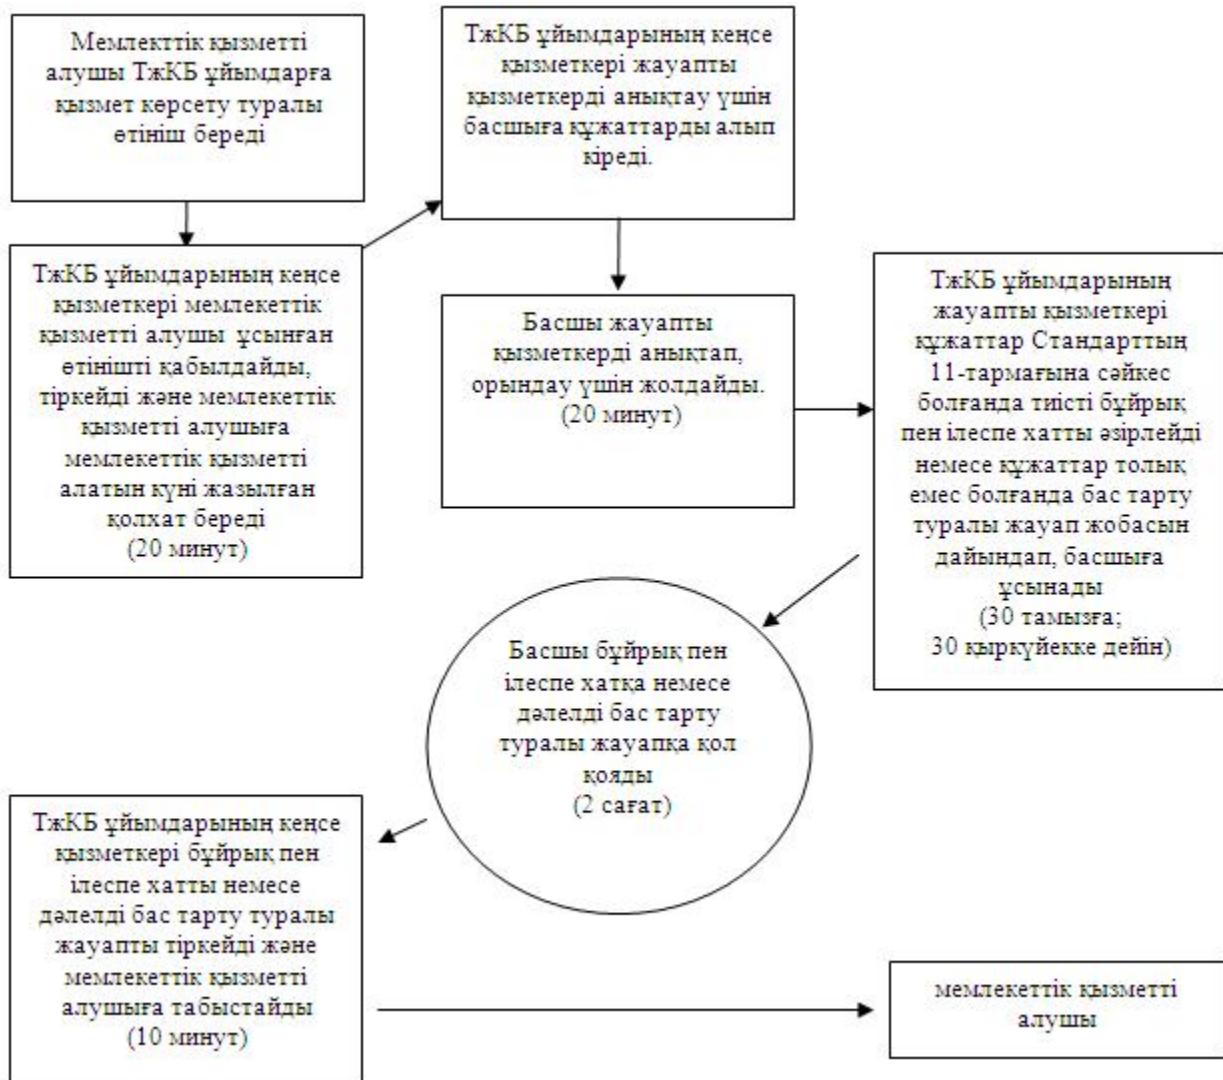 Мемлекттік қызметті
алушы ТжКБ ұйымдарға
қызмет көрсету туралы
өтініш береді
ТжКБ ұйымдарының кеңсе
қызметкері жауапты
қызметкерді анықтау үшін
басшыға құжаттарды алып
кіреді.
ТжКБ ұйымдарының кеңсе
қызметкері мемлекеттік
қызметті алушы ұсынған
өтінішті қабылдайды,
тіркейді және мемлекеттік
қызметті алушыға
мемлекеттік қызметті
алатын күні жазылған
қолхат береді
(20 минут)
Басшы жауапты
қызметкерді анықтап,
орындау үшін жолдайды.
(20 минут)
ТжКБ ұйымдарының
жауапты қызметкері
құжаттар Стандарттың
11-тармағына сәйкес
болғанда тиісті бұйрық
пен ілеспе хатты әзірлейді
немесе құжаттар толық
емес болғанда бас тарту
туралы жауап жобасын
дайындап, басшыға
ұсынады
(30 тамызға;
30 қыркүйекке дейін)
Басшы бұйрық пен
ілеспе хатқа немесе
дәлелді бас тарту
туралы жауапқа қол
қояды
(2 сағат)
ТжКБ ұйымдарының кеңсе
қызметкері бұйрық пен
ілеспе хатты немесе
дәлелді бас тарту туралы
жауапты тіркейді және
мемлекеттік қызметті
алушыға табыстайды
(10 минут)
мемлекеттік қызметті
алушы